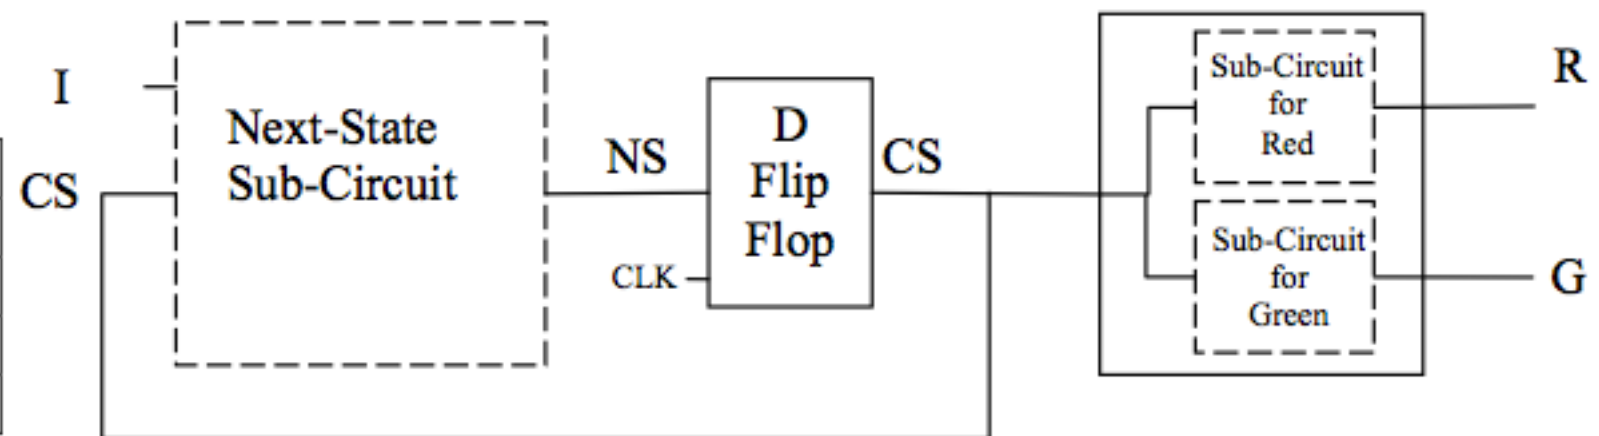 I
CS
Next-State
Sub-Circuit
NS
D
Flip
Flop
CLK
CS
Sub-Circuit
for
Red
Sub-Circuit
for
Green
R
G